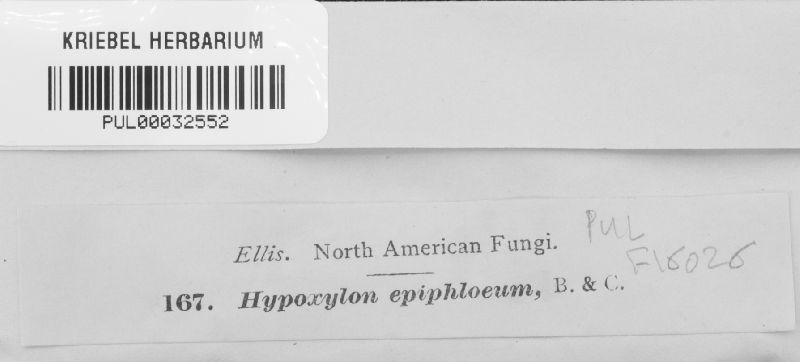 KRIEBEL HERBARIUM
PUL00032552
Ellis. North American Fungi.
167. Hypoxylon epiphloeum, B. & C.
PUL
F16026